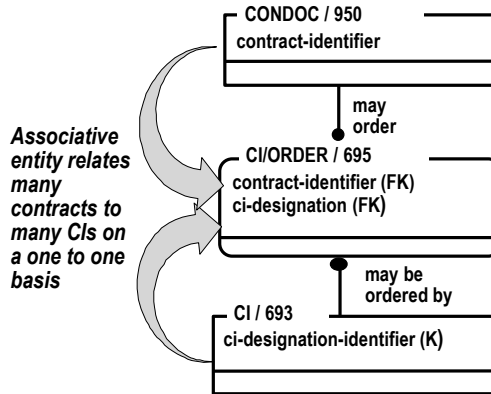 CONDOC / 950
contract-identifier
may
order
Associative
entity relates
many
contracts to
many CIs on
a one to one
basis
CI/ORDER / 695
contract-identifier (FK)
ci-designation (FK)
may be
ordered by
CI / 693
ci-designation-identifier (K)